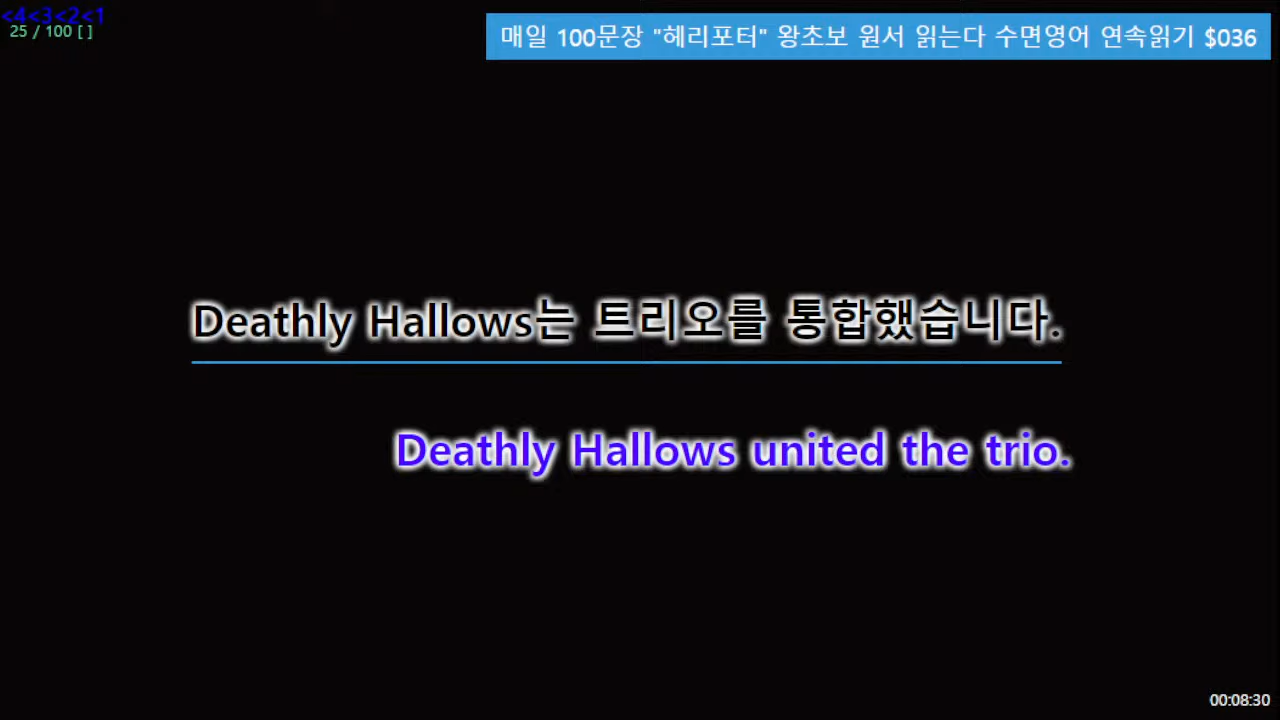 <4<3<2<1
25 / 100 [ ]
매일 100문장 "헤리포터" 왕초보 원서 읽는다 수면영어 연속읽기 $036
Deathly Hallows는 트리오를 통합했습니다.
Deathly Hallows united the trio.
00:08:30